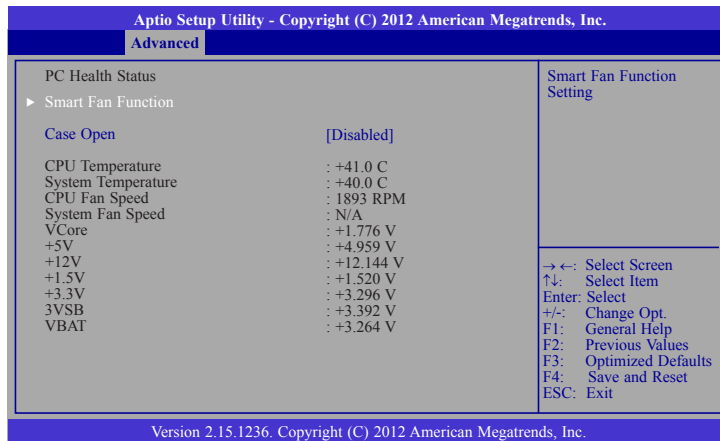 Aptio Setup Utility - Copyright (C) 2012 American Megatrends, Inc.
Advanced
PC Health Status
▶ Smart Fan Function
Case Open [Disabled]
CPU Temperature : +41.0 C
System Temperature : +40.0 C
CPU Fan Speed : 1893 RPM
System Fan Speed : N/A
VCore : +1.776 V
+5V : +4.959 V
+12V : +12.144 V
+1.5V : +1.520 V
+3.3V : +3.296 V
3VSB : +3.392 V
VBAT : +3.264 V
Smart Fan Function
Setting
→ ←: Select Screen
↑↓: Select Item
Enter: Select
+/-: Change Opt.
F1: General Help
F2: Previous Values
F3: Optimized Defaults
F4: Save and Reset
ESC: Exit
Version 2.15.1236. Copyright (C) 2012 American Megatrends, Inc.